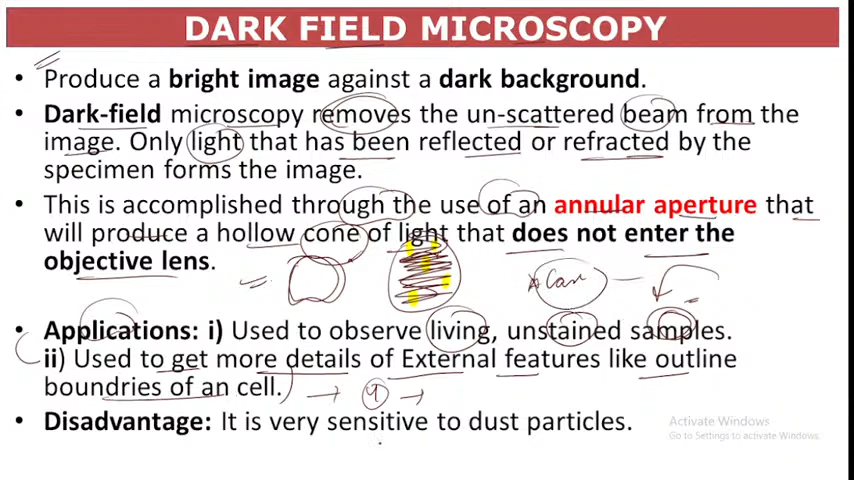 DARK FIELD MICROSCOPY
• Produce a bright image against a dark background.
• Dark-field microscopy removes the un-scattered beam from the
image. Only light that has been reflected or refracted by the
specimen forms the image.
• This is accomplished through the use of an annular aperture that
will produce a hollow cone of light that does not enter the
objective lens.
• Applications: i) Used to observe living, unstained samples.
ii) Used to get more details of External features like outline
boundries of an cell.
• Disadvantage: It is very sensitive to dust particles.
Activate Windows
Go to Settings to activate Windows.